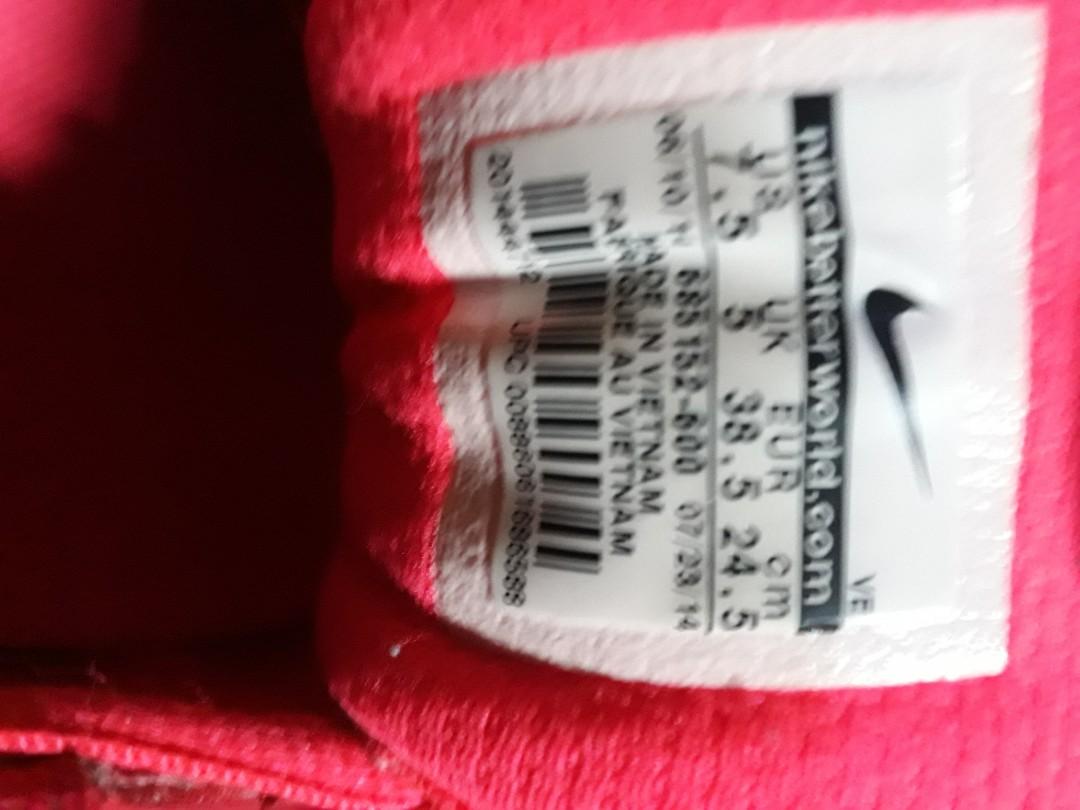 VE
nikebetterworld.com
US UK EUR cm
7.5 5 38.5 24.5
685152-600 07/23/14
MADE IN VIETNAM
FABRIQUE AU VIETNAM
UPC